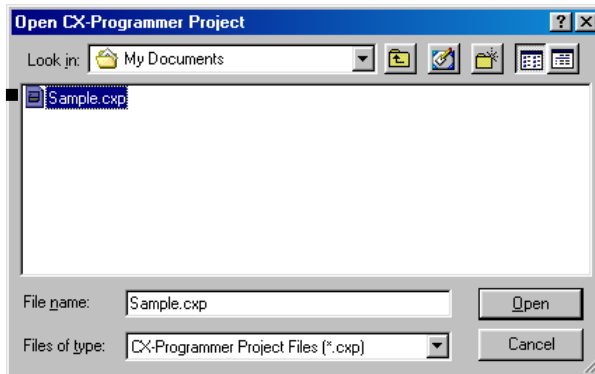 Open CX-Programmer Project
Look in: My Documents
Sample.cxp
File name: Sample.cxp Open
Files of type: CX-Programmer Project Files (*.cxp) Cancel